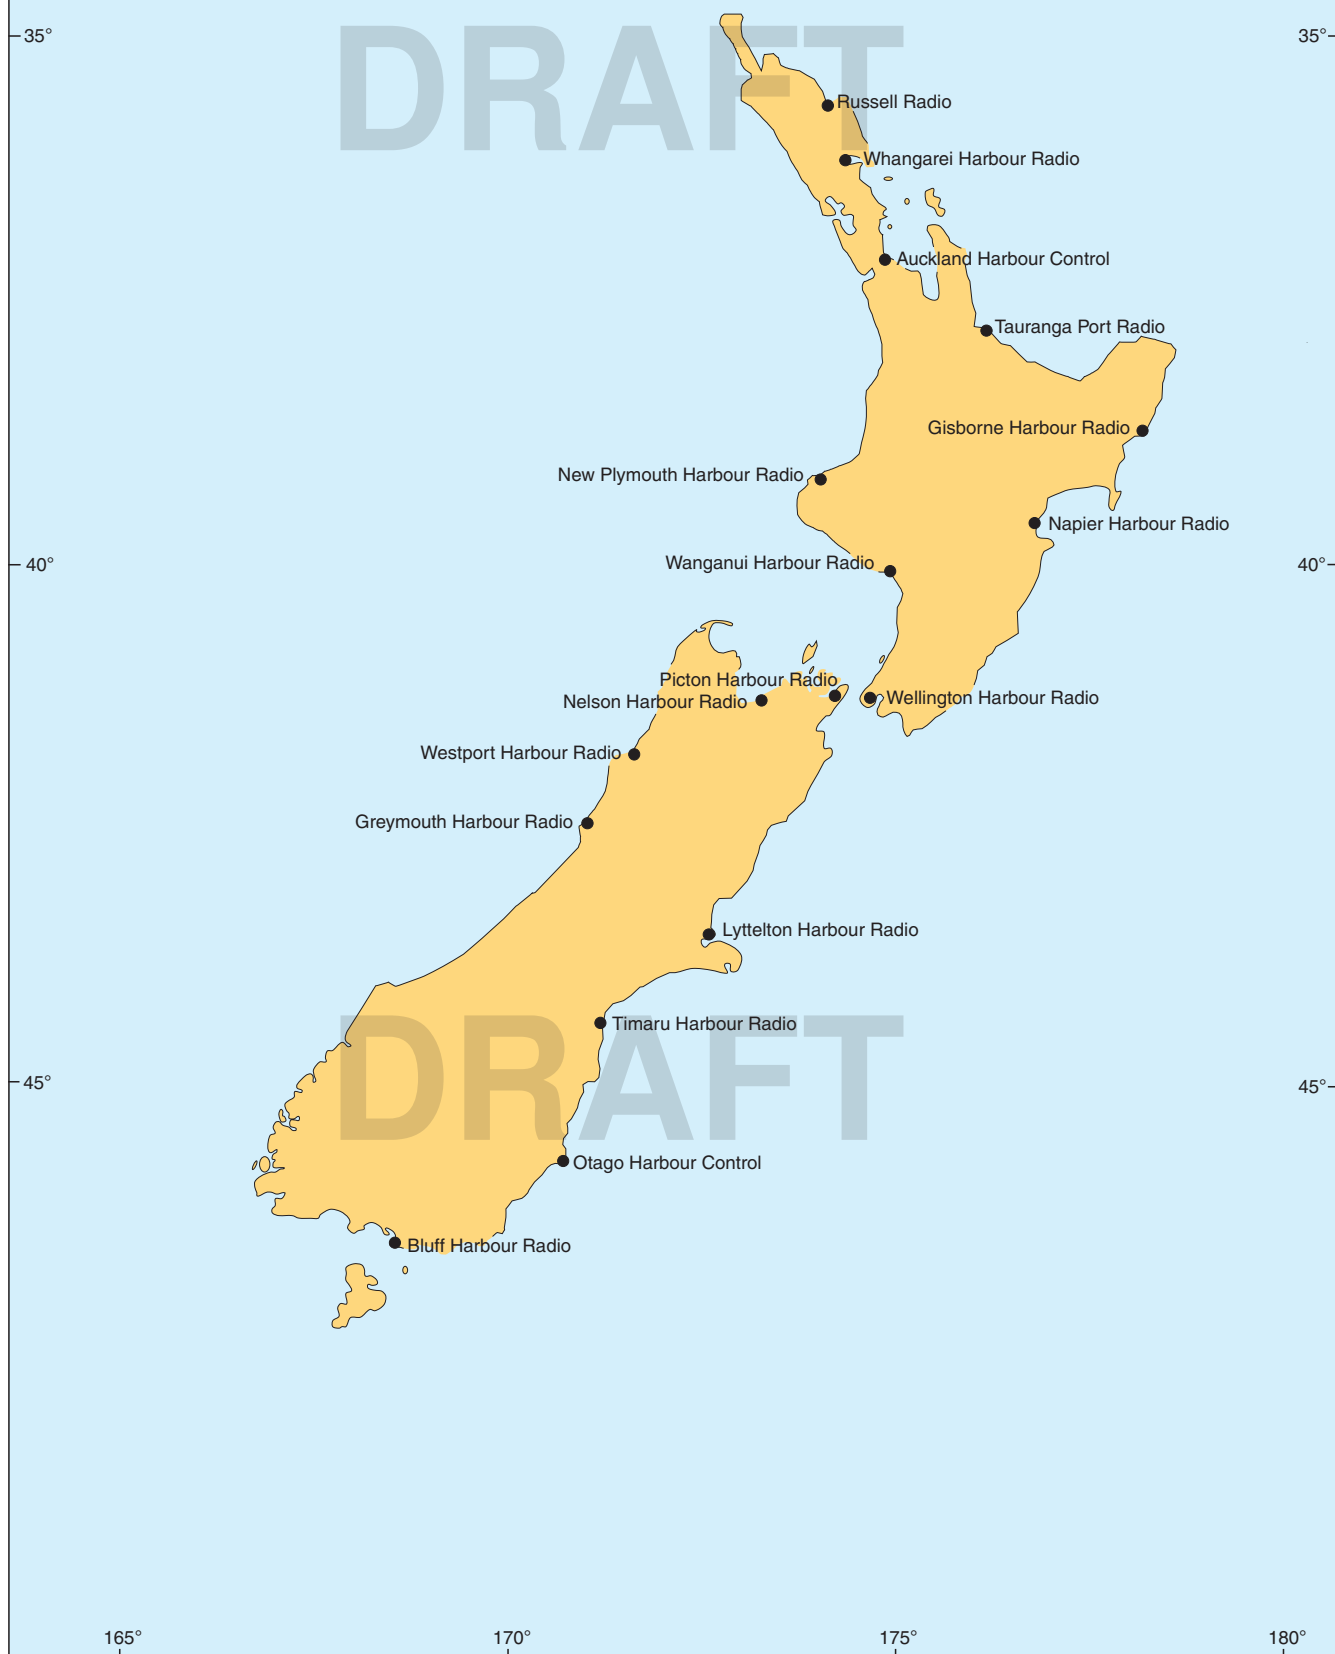 DRAFT
35°
35°
Russell Radio
Whangarei Harbour Radio
Auckland Harbour Control
Tauranga Port Radio
Gisborne Harbour Radio
New Plymouth Harbour Radio
Napier Harbour Radio
Wanganui Harbour Radio
40°
40°
Picton Harbour Radio
Nelson Harbour Radio
Wellington Harbour Radio
Westport Harbour Radio
Greymouth Harbour Radio
Lyttelton Harbour Radio
Timaru Harbour Radio
DRAFT
45°
45°
Otago Harbour Control
Bluff Harbour Radio
165°
170°
175°
180°